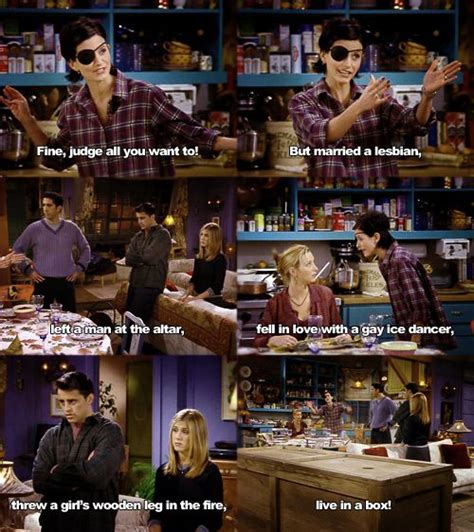 Fine, judge all you want to!
But married a lesbian,
left a man at the altar,
fell in love with a gay ice dancer,
threw a girl's wooden leg in the fire,
live in a box!